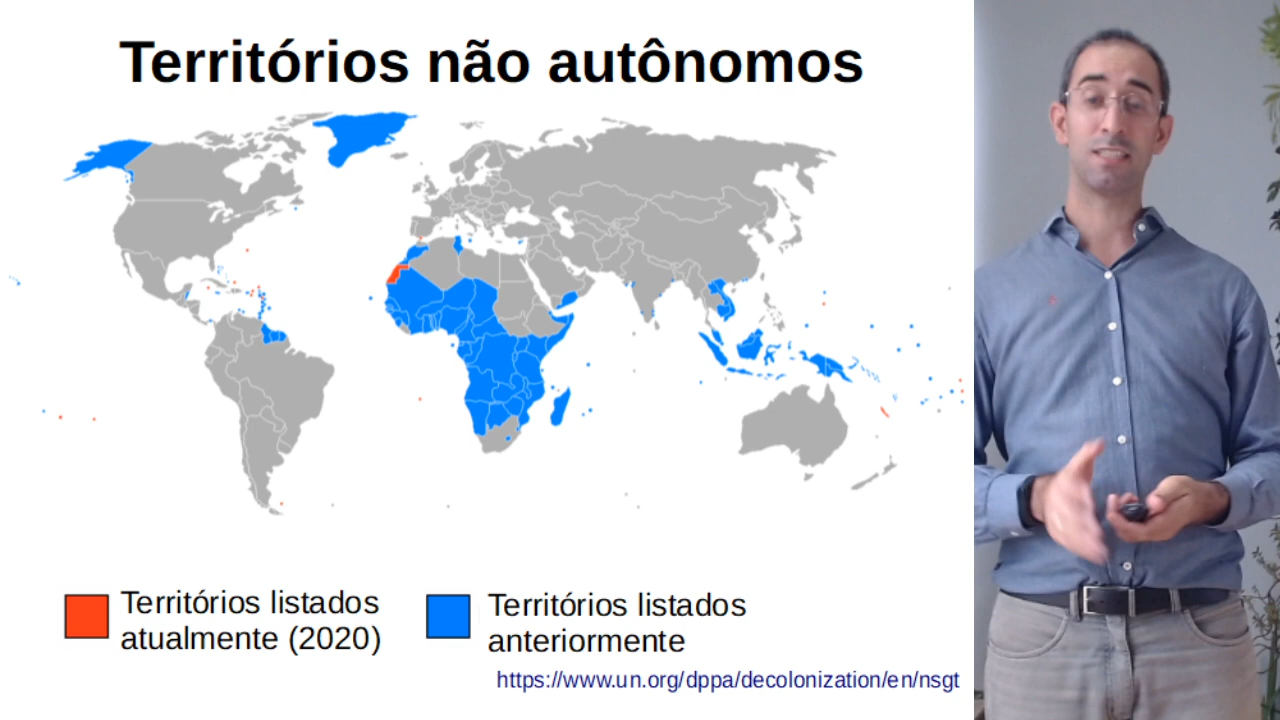 Territórios não autônomos
Territórios listados
atualmente (2020)
Territórios listados
anteriormente
https://www.un.org/dppa/decolonization/en/nsgt